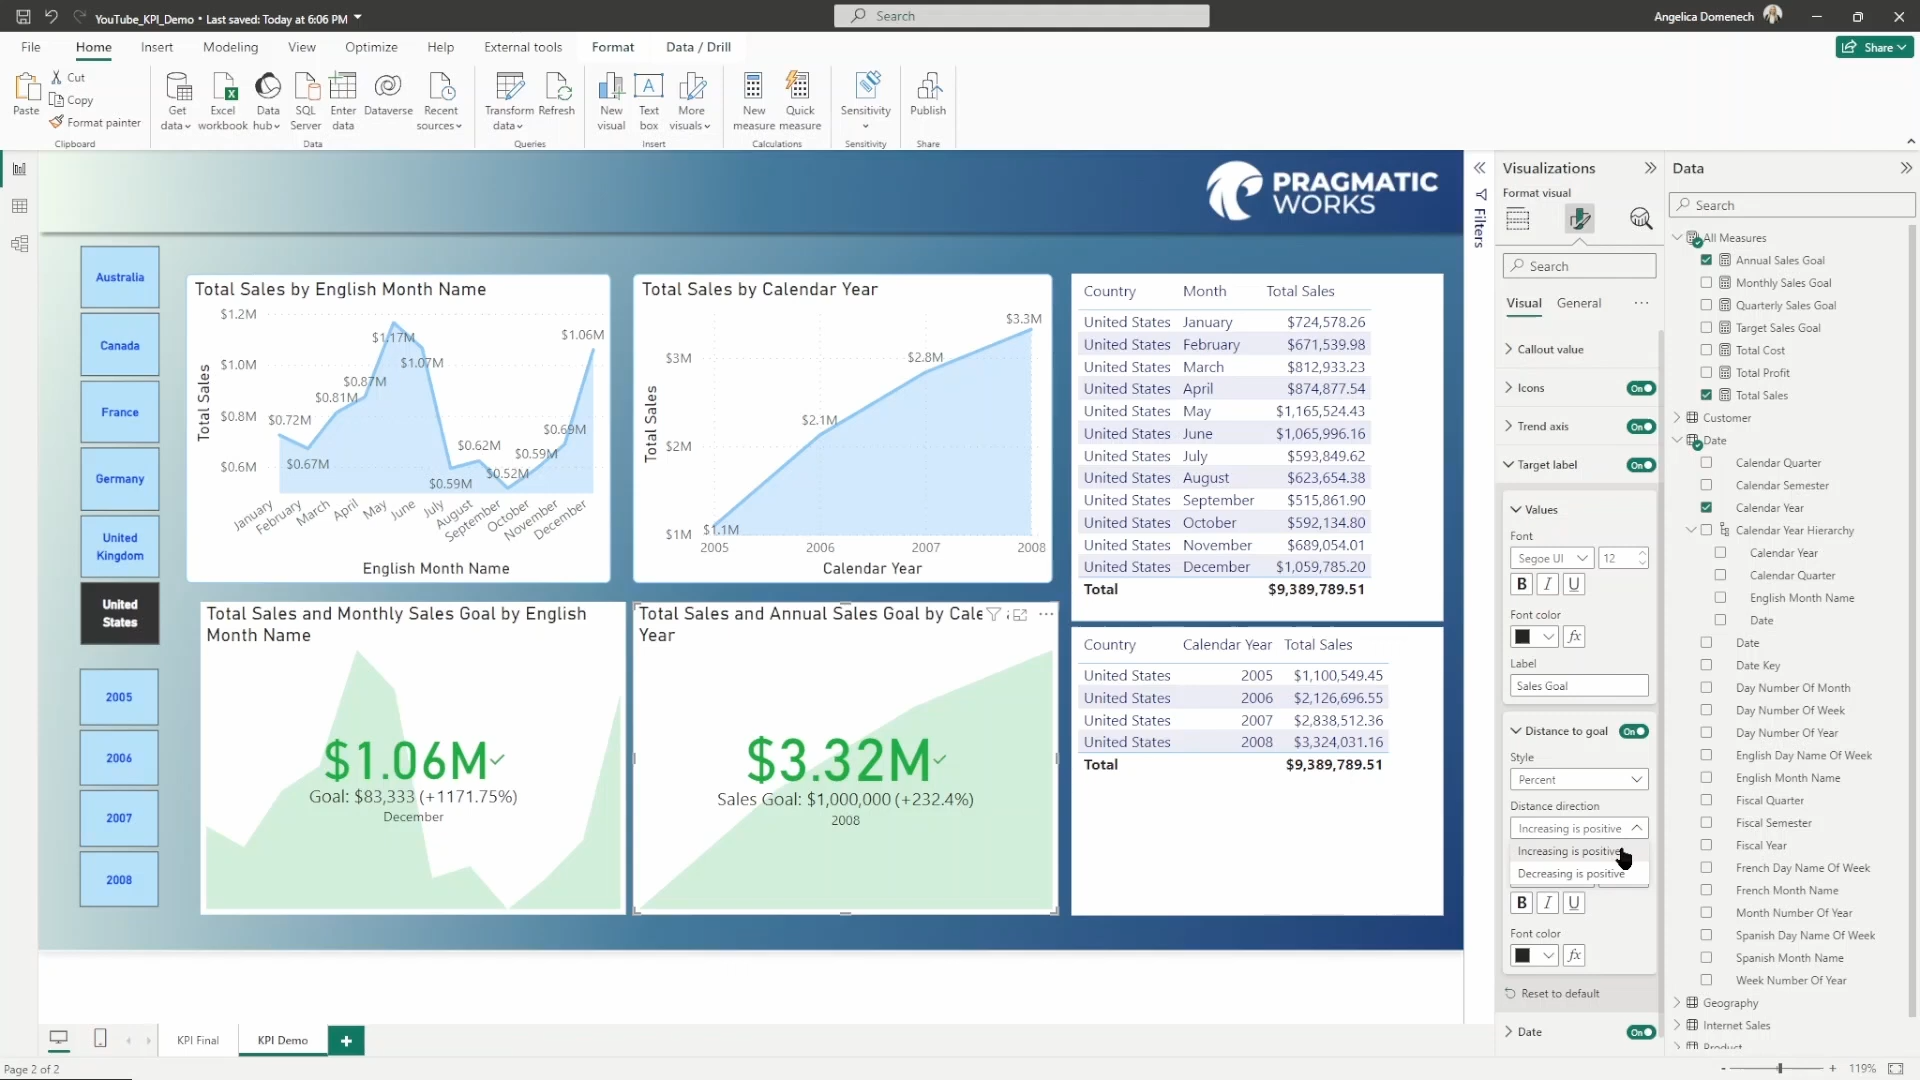 YouTube_KPI_Demo • Last saved: Today at 6:06 PM
Search
Angelica Domenech
File
Home
Insert
Modeling
View
Optimize
Help
External tools
Format
Data / Drill
Share
Paste
Cut
Copy
Format painter
Get data
Excel workbook
Data hub
SQL Server
Enter data
Dataverse
Recent sources
Transform data
Refresh
New visual
Text box
More visuals
New measure
Quick measure
Sensitivity
Publish
Clipboard
Data
Queries
Insert
Calculations
Sensitivity
Share
PRAGMATIC
WORKS
Australia
Canada
France
Germany
United
Kingdom
United
States
2005
2006
2007
2008
Total Sales by English Month Name
Total Sales
$1.2M
$1.0M
$0.8M
$0.6M
$0.72M
$0.67M
$0.81M
$0.87M
$1.17M
$1.07M
$0.59M
$0.62M
$0.52M
$0.59M
$0.69M
$1.06M
January
February
March
April
May
June
July
August
September
October
November
December
English Month Name
Total Sales by Calendar Year
Total Sales
$3M
$2M
$1M
$1.1M
$2.1M
$2.8M
$3.3M
2005
2006
2007
2008
Calendar Year
Country Month Total Sales
United States January $724,578.26
United States February $671,539.98
United States March $812,933.23
United States April $874,877.54
United States May $1,165,524.43
United States June $1,065,996.16
United States July $593,849.62
United States August $623,654.38
United States September $515,861.90
United States October $592,134.80
United States November $689,054.01
United States December $1,059,785.20
Total $9,389,789.51
Total Sales and Monthly Sales Goal by English
Month Name
$1.06M
Goal: $83,333 (+1171.75%)
December
Total Sales and Annual Sales Goal by Cale
Year
$3.32M
Sales Goal: $1,000,000 (+232.4%)
2008
Country Calendar Year Total Sales
United States 2005 $1,100,549.45
United States 2006 $2,126,696.55
United States 2007 $2,838,512.36
United States 2008 $3,324,031.16
Total $9,389,789.51
Filters
Visualizations
Format visual
Search
Visual
General
Callout value
Icons
On
Trend axis
On
Target label
On
Values
Font
Segoe UI
12
B I U
Font color
fx
Label
Sales Goal
Distance to goal
On
Style
Percent
Distance direction
Increasing is positive
Increasing is positive
Decreasing is positive
B I U
Font color
fx
Reset to default
Date
On
Data
Search
All Measures
Annual Sales Goal
Monthly Sales Goal
Quarterly Sales Goal
Target Sales Goal
Total Cost
Total Profit
Total Sales
Customer
Date
Calendar Quarter
Calendar Semester
Calendar Year
Calendar Year Hierarchy
Calendar Year
Calendar Quarter
English Month Name
Date
Date
Date Key
Day Number Of Month
Day Number Of Week
Day Number Of Year
English Day Name Of Week
English Month Name
Fiscal Quarter
Fiscal Semester
Fiscal Year
French Day Name Of Week
French Month Name
Month Number Of Year
Spanish Day Name Of Week
Spanish Month Name
Week Number Of Year
Geography
Internet Sales
Product
KPI Final
KPI Demo
Page 2 of 2
119%